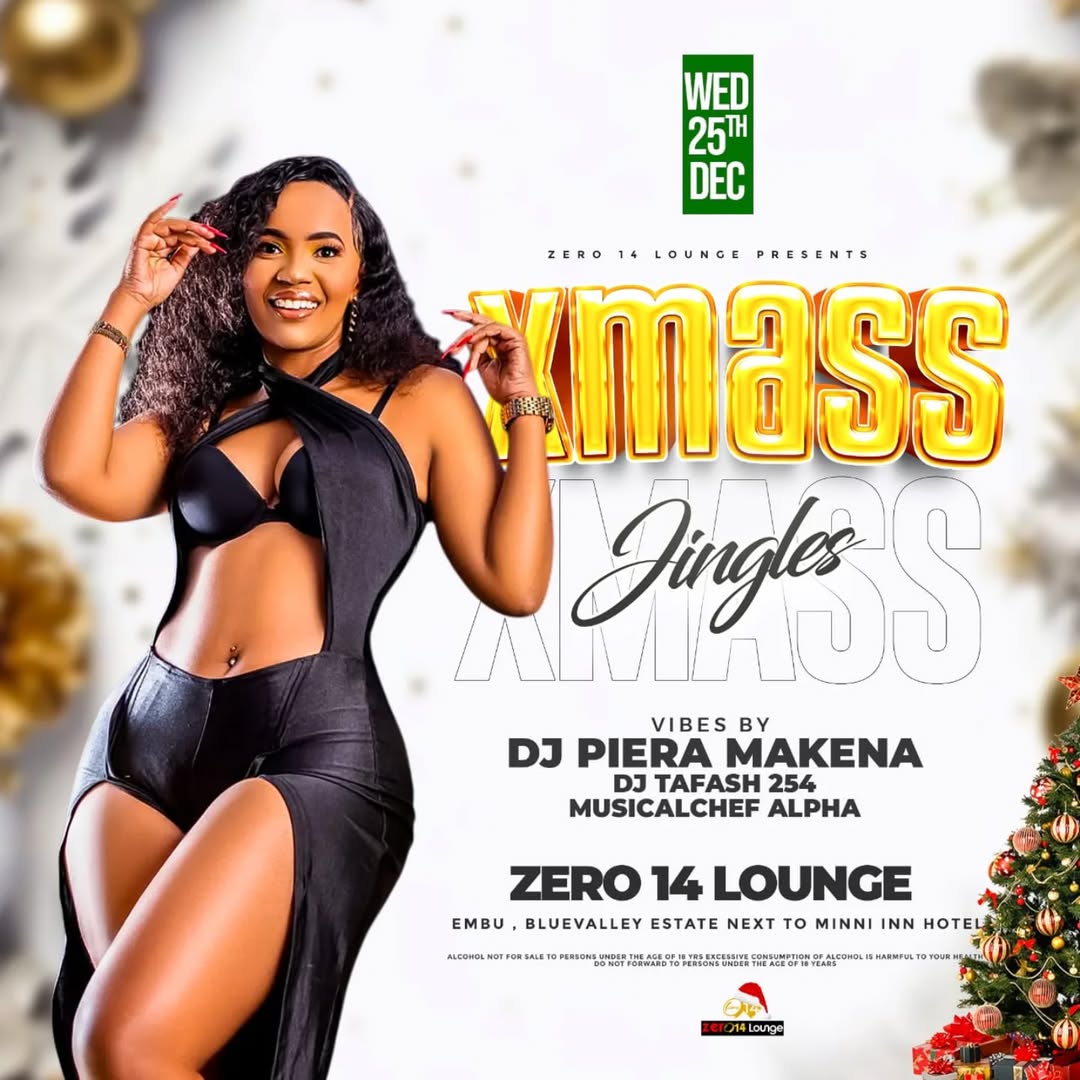 WED
25TH
DEC
ZERO 14 LOUNGE PRESENTS
xmass
XMASS
Jingles
VIBES BY
DJ PIERA MAKENA
DJ TAFASH 254
MUSICALCHEF ALPHA
ZERO 14 LOUNGE
EMBU , BLUEVALLEY ESTATE NEXT TO MINNI INN HOTEL
ALCOHOL NOT FOR SALE TO PERSONS UNDER THE AGE OF 18 YRS EXCESSIVE CONSUMPTION OF ALCOHOL IS HARMFUL TO YOUR HEALTH
DO NOT FORWARD TO PERSONS UNDER THE AGE OF 18 YEARS
14
zero14 Lounge